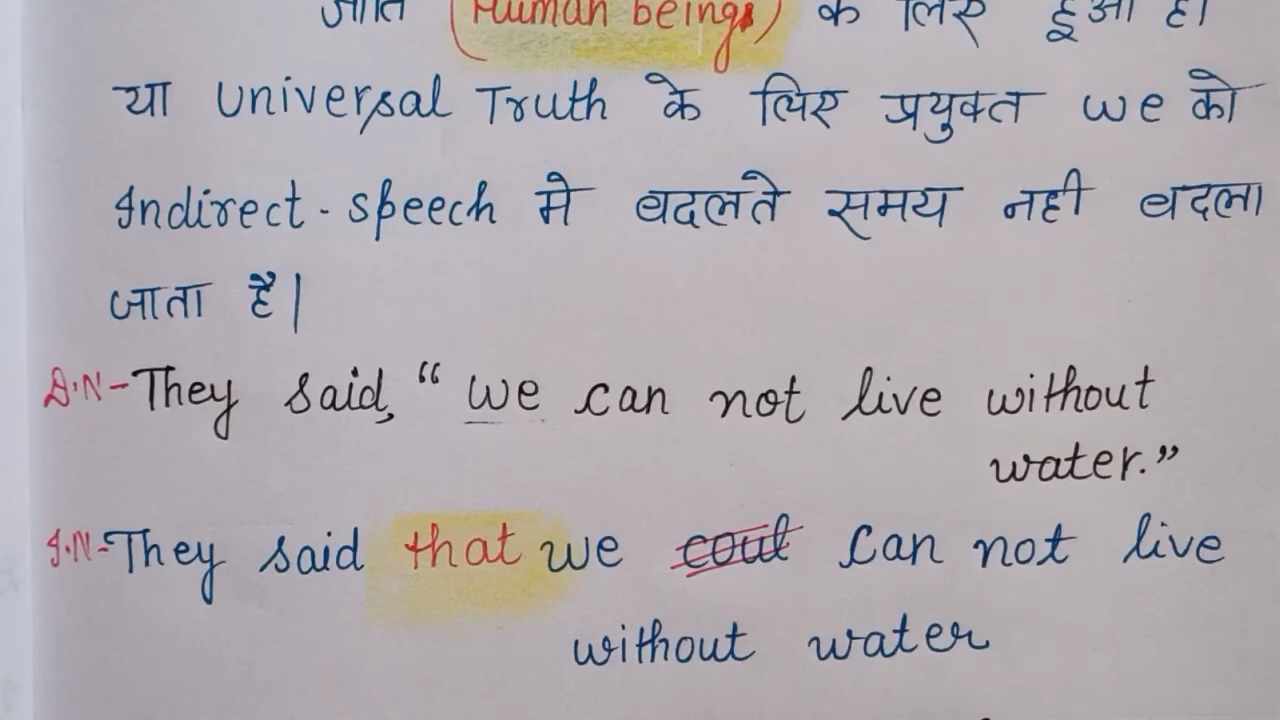 जाति (Human beings) के लिए हुआ हो
या Universal Truth के लिए प्रयुक्त we को
Indirect-speech मे बदलते समय नही बदला
जाता है|
D.N-They said, “we can not live without
water.”
I.N-They said that we coul can not live
without water